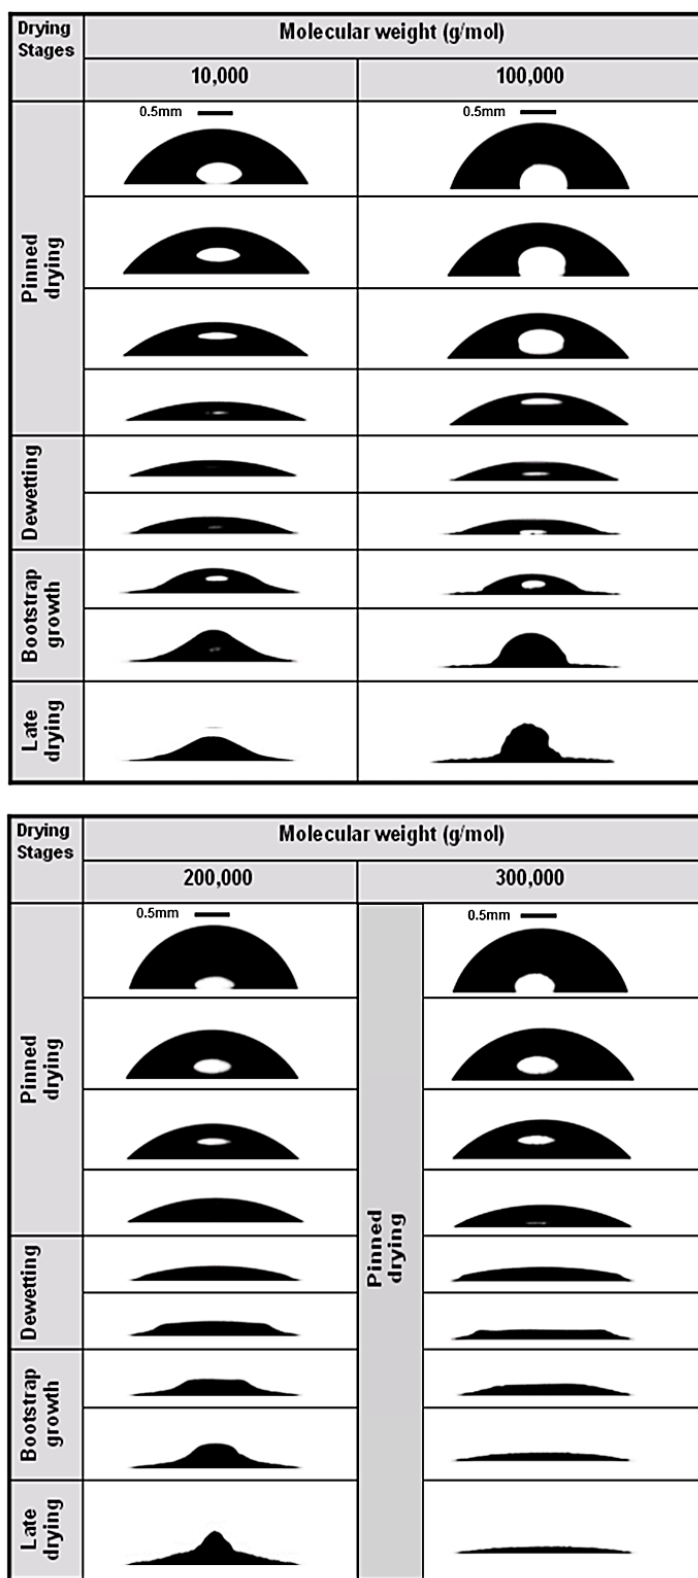 Drying
Stages
Molecular weight (g/mol)
10,000
100,000
0.5mm
0.5mm
Pinned
drying
Dewetting
Bootstrap
growth
Late
drying
Drying
Stages
Molecular weight (g/mol)
200,000
300,000
0.5mm
0.5mm
Pinned
drying
Pinned
drying
Dewetting
Bootstrap
growth
Late
drying